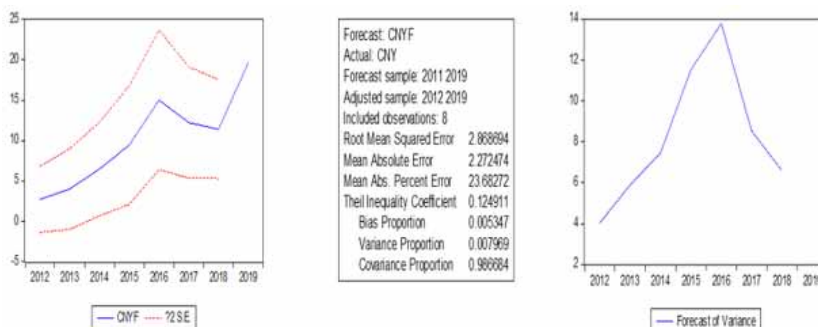 25
20
15
10
5
0
-5
2012 2013 2014 2015 2016 2017 2018 2019
CNYF ?2 S.E.
Forecast: CNYF
Actual: CNY
Forecast sample: 2011 2019
Adjusted sample: 2012 2019
Included observations: 8
Root Mean Squared Error 2.868694
Mean Absolute Error 2.272474
Mean Abs. Percent Error 23.68272
Theil Inequality Coefficient 0.124911
Bias Proportion 0.005347
Variance Proportion 0.007969
Covariance Proportion 0.986684
14
12
10
8
6
4
2
2012 2013 2014 2015 2016 2017 2018 2019
Forecast of Variance